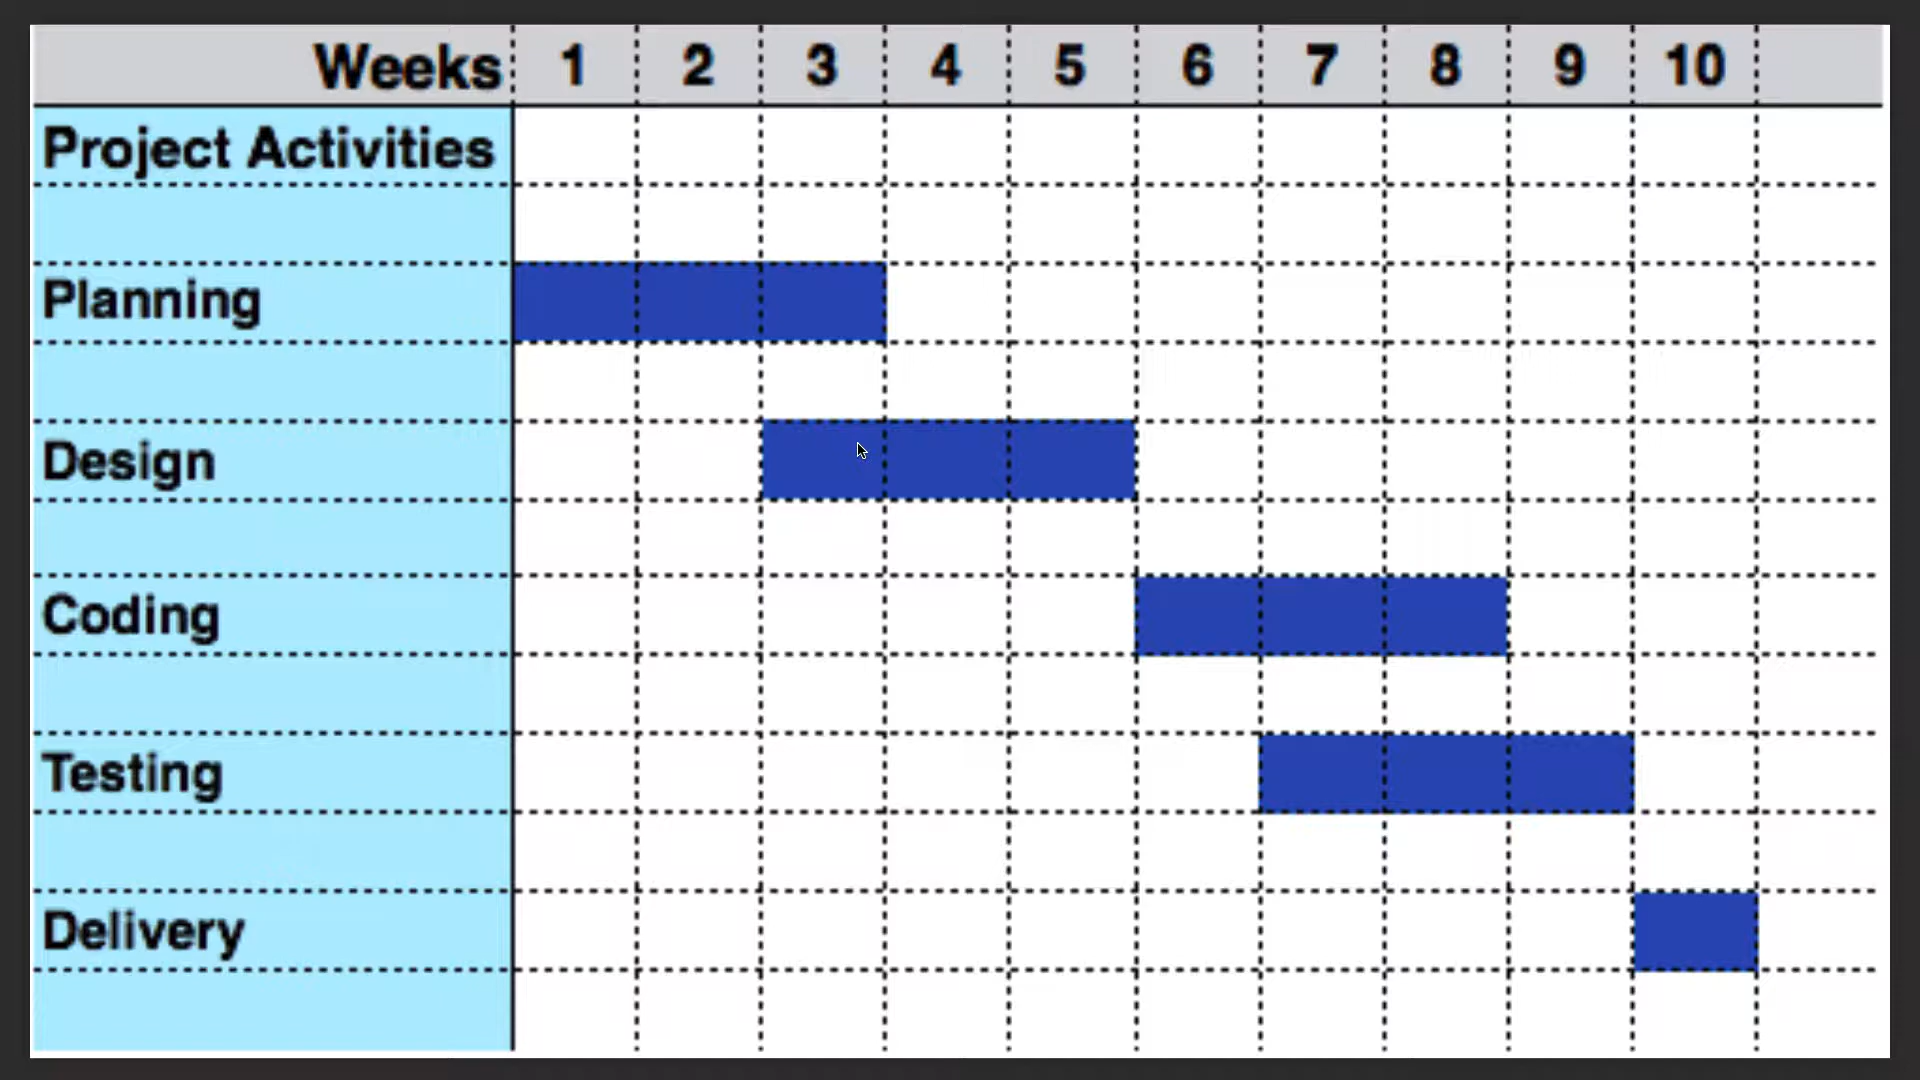 Weeks 1 2 3 4 5 6 7 8 9 10
Project Activities
Planning
Design
Coding
Testing
Delivery